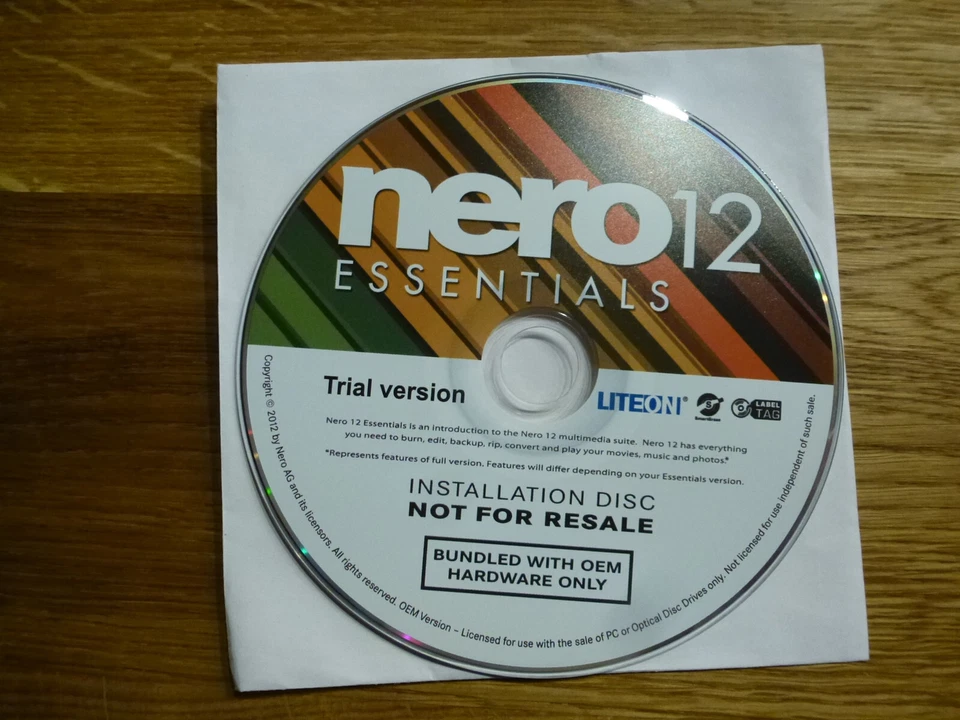 nero 12
ESSENTIALS
Trial version
LITEON®
LABEL
TAG
Nero 12 Essentials is an introduction to the Nero 12 multimedia suite. Nero 12 has everything
you need to burn, edit, backup, rip, convert and play your movies, music and photos.*
*Represents features of full version. Features will differ depending on your Essentials version.
INSTALLATION DISC
NOT FOR RESALE
BUNDLED WITH OEM
HARDWARE ONLY
Copyright © 2012 by Nero AG and its licensors. All rights reserved. OEM Version – Licensed for use with the sale of PC or Optical Disc Drives only. Not licensed for use independent of such sale.